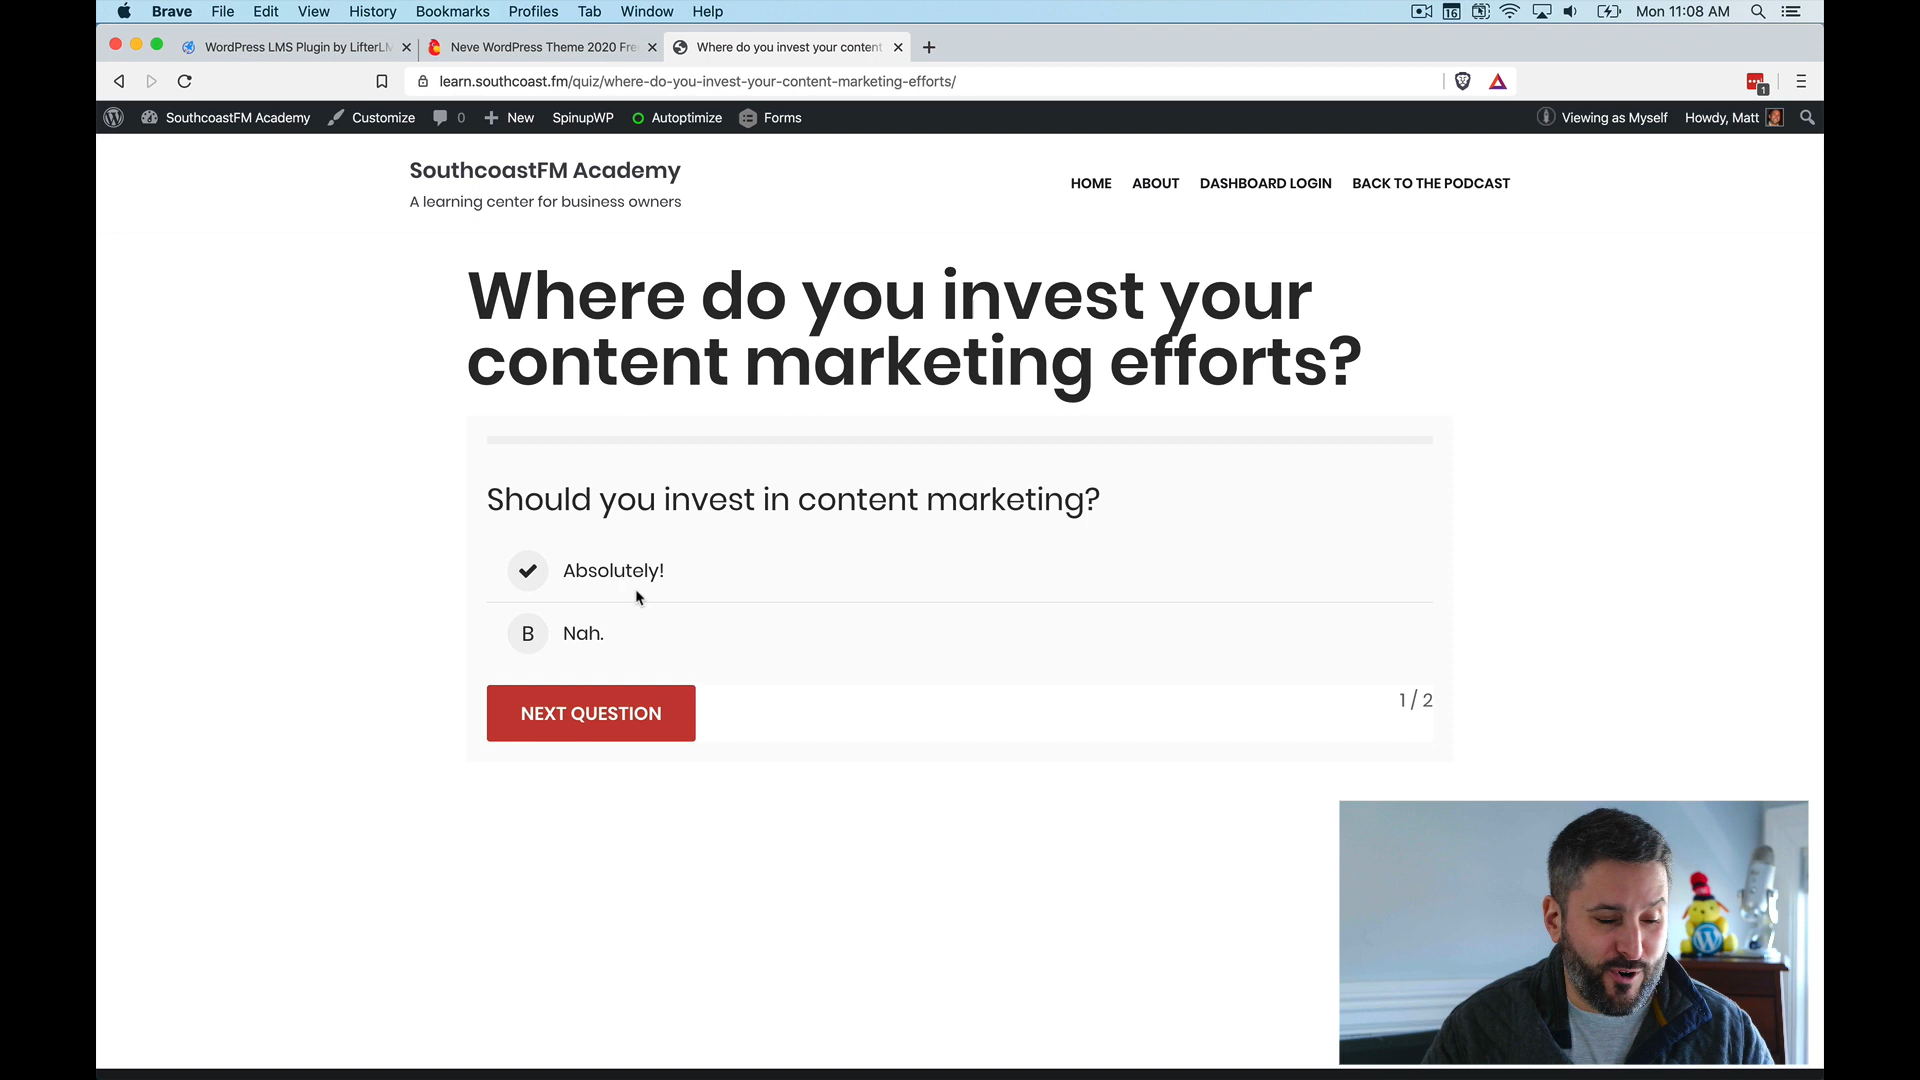 Brave File Edit View History Bookmarks Profiles Tab Window Help 16 Mon 11:08 AM
WordPress LMS Plugin by LifterLM Neve WordPress Theme 2020 Fre Where do you invest your content
learn.southcoast.fm/quiz/where-do-you-invest-your-content-marketing-efforts/ 1
SouthcoastFM Academy Customize 0 New SpinupWP Autoptimize Forms Viewing as Myself Howdy, Matt
SouthcoastFM Academy
A learning center for business owners
HOME ABOUT DASHBOARD LOGIN BACK TO THE PODCAST
Where do you invest your
content marketing efforts?
Should you invest in content marketing?
Absolutely!
B Nah.
NEXT QUESTION
1 / 2